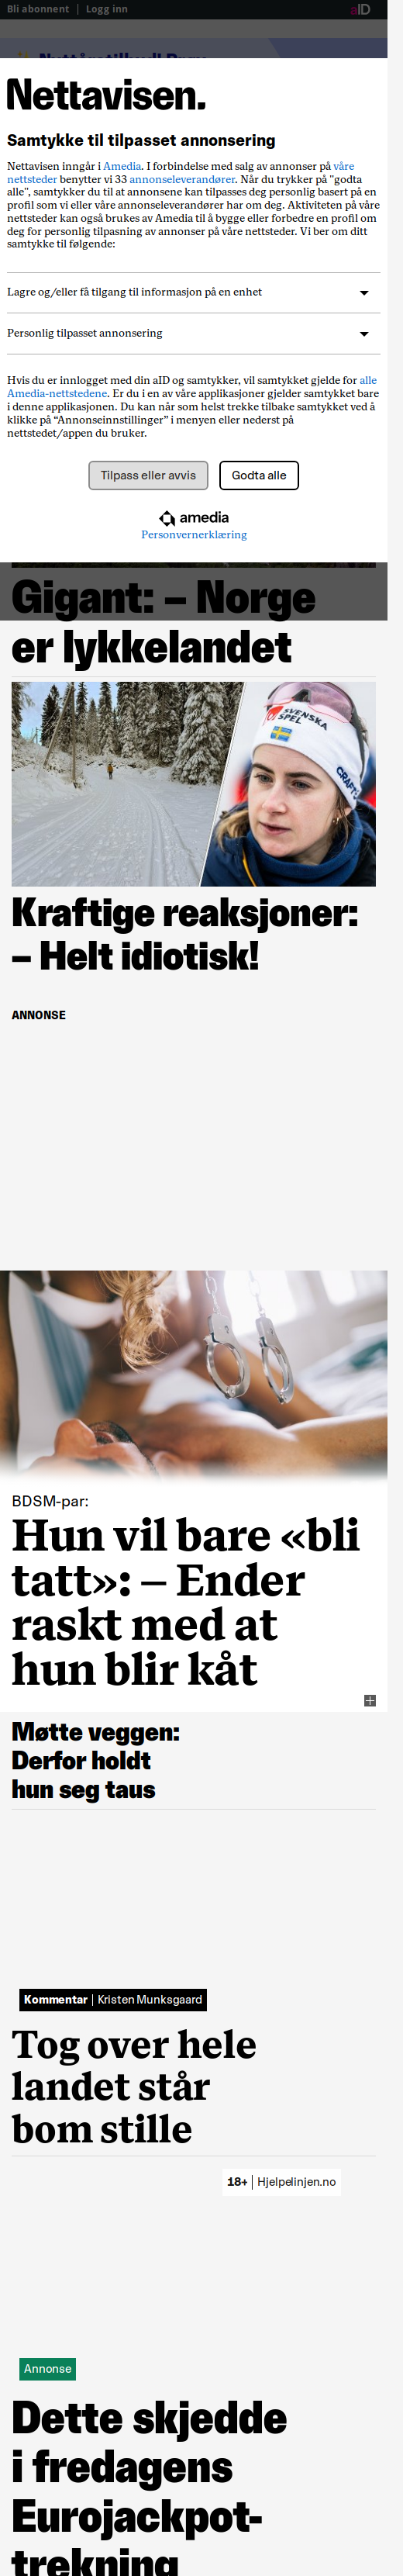 Bli abonnent | Logg inn
aID
Nettavisen.
Samtykke til tilpasset annonsering
Nettavisen inngår i Amedia. I forbindelse med salg av annonser på våre
nettsteder benytter vi 33 annonseleverandører. Når du trykker på "godta
alle", samtykker du til at annonsene kan tilpasses deg personlig basert på en
profil som vi eller våre annonseleverandører har om deg. Aktiviteten på våre
nettsteder kan også brukes av Amedia til å bygge eller forbedre en profil om
deg for personlig tilpasning av annonser på våre nettsteder. Vi ber om ditt
samtykke til følgende:
Lagre og/eller få tilgang til informasjon på en enhet
Personlig tilpasset annonsering
Hvis du er innlogget med din aID og samtykker, vil samtykket gjelde for alle
Amedia-nettstedene. Er du i en av våre applikasjoner gjelder samtykket bare
i denne applikasjonen. Du kan når som helst trekke tilbake samtykket ved å
klikke på “Annonseinnstillinger” i menyen eller nederst på
nettstedet/appen du bruker.
Tilpass eller avvis
Godta alle
amedia
Personvernerklæring
Gigant: – Norge
er lykkelandet
SVENSKA
SPEL
CRAFT
Kraftige reaksjoner:
– Helt idiotisk!
ANNONSE
BDSM-par:
Hun vil bare «bli
tatt»: – Ender
raskt med at
hun blir kåt
Møtte veggen:
Derfor holdt
hun seg taus
Kommentar | Kristen Munksgaard
Tog over hele
landet står
bom stille
18+ | Hjelpelinjen.no
Annonse
Dette skjedde
i fredagens
Eurojackpot-
trekning